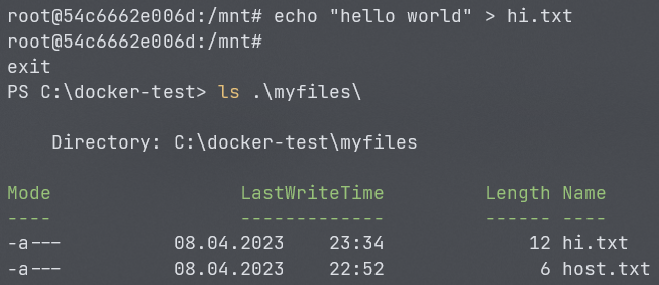 root@54c6662e006d:/mnt# echo "hello world" > hi.txt
root@54c6662e006d:/mnt#
exit
PS C:\docker-test> ls .\myfiles\
Directory: C:\docker-test\myfiles
Mode LastWriteTime Length Name
---- ------------- ------ ----
-a--- 08.04.2023 23:34 12 hi.txt
-a--- 08.04.2023 22:52 6 host.txt